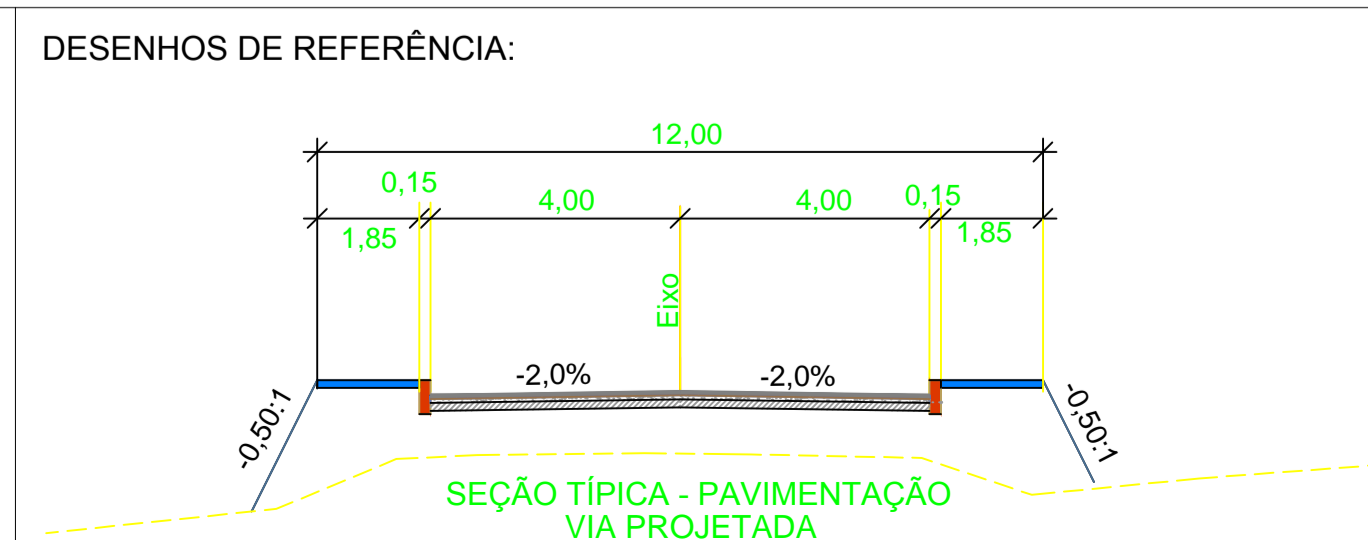 DESENHOS DE REFERÊNCIA:
12,00
0,15
4,00
4,00
0,15
1,85
1,85
Eixo
-2,0%
-2,0%
-0,50:1
-0,50:1
SEÇÃO TÍPICA - PAVIMENTAÇÃO
VIA PROJETADA